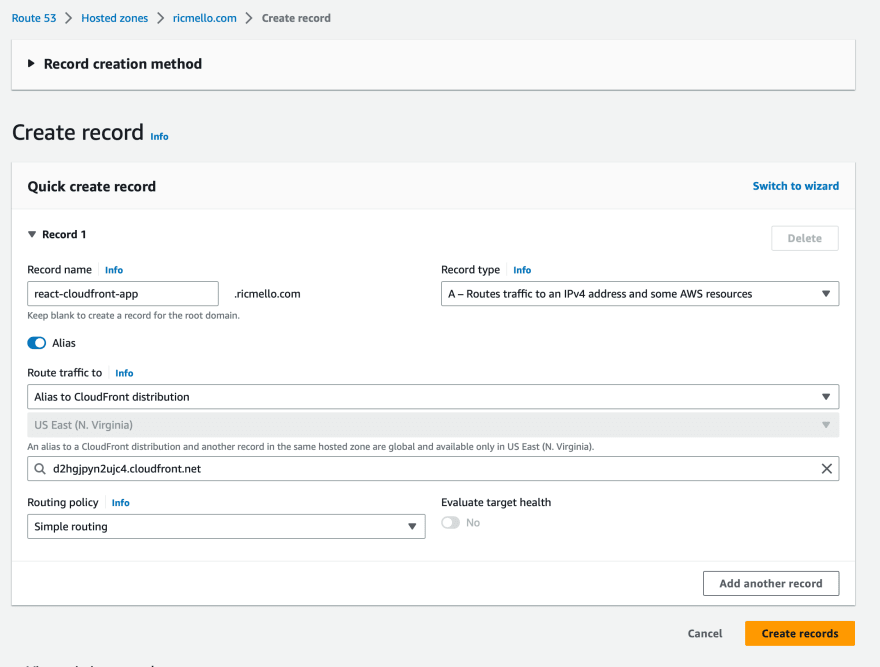 Route 53 > Hosted zones > ricmello.com > Create record
Record creation method
Create record Info
Quick create record Switch to wizard
Record 1 Delete
Record name Info Record type Info
react-cloudfront-app .ricmello.com A – Routes traffic to an IPv4 address and some AWS resources
Keep blank to create a record for the root domain.
Alias
Route traffic to Info
Alias to CloudFront distribution
US East (N. Virginia)
An alias to a CloudFront distribution and another record in the same hosted zone are global and available only in US East (N. Virginia).
d2hgjpyn2ujc4.cloudfront.net
Routing policy Info Evaluate target health
Simple routing No
Add another record
Cancel Create records